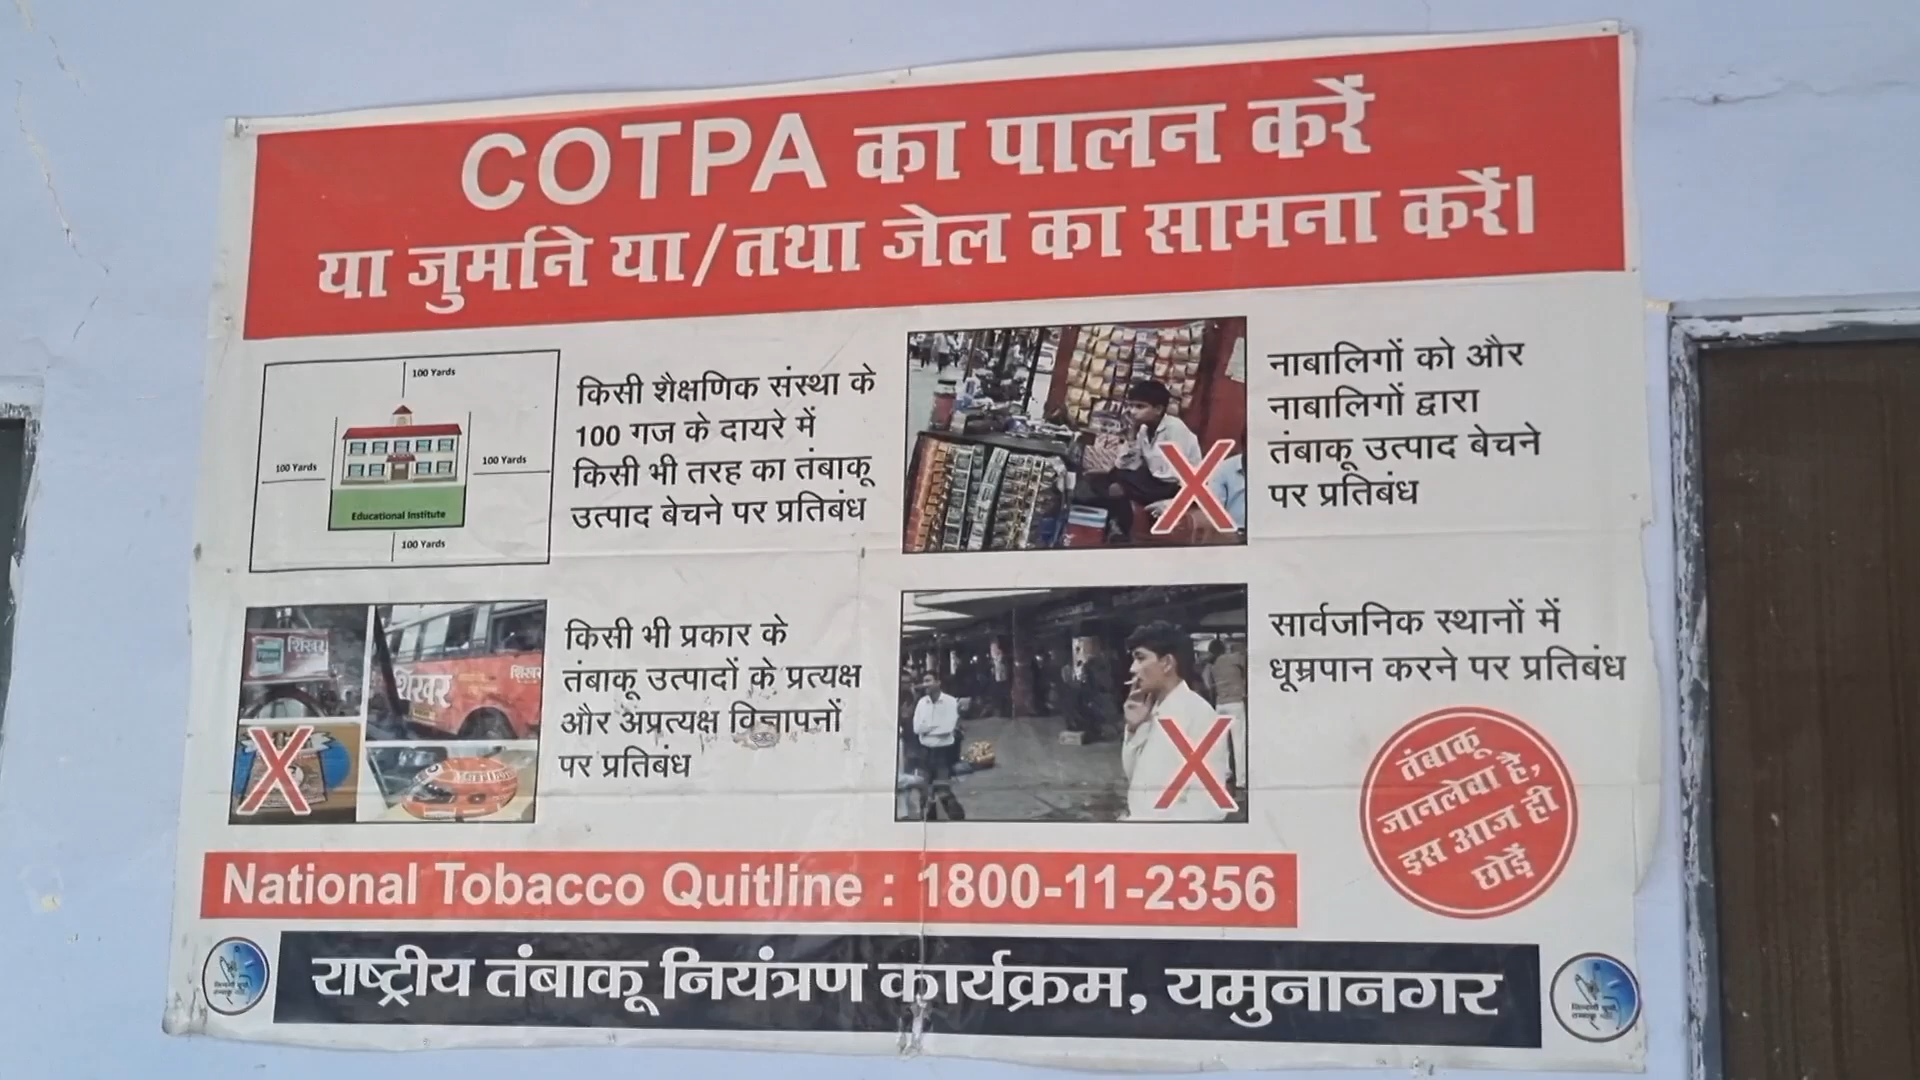 COTPA का पालन करें
या जुर्माने या/तथा जेल का सामना करें।
100 Yards
100 Yards
100 Yards
Educational Institute
100 Yards
किसी शैक्षणिक संस्था के
100 गज के दायरे में
किसी भी तरह का तंबाकू
उत्पाद बेचने पर प्रतिबंध
नाबालिगों को और
नाबालिगों द्वारा
तंबाकू उत्पाद बेचने
पर प्रतिबंध
शिखर
शिखर
शिखर
किसी भी प्रकार के
तंबाकू उत्पादों के प्रत्यक्ष
और अप्रत्यक्ष विज्ञापनों
पर प्रतिबंध
सार्वजनिक स्थानों में
धूम्रपान करने पर प्रतिबंध
तंबाकू
जानलेवा है,
इस आज ही
छोड़ें
National Tobacco Quitline : 1800-11-2356
राष्ट्रीय तंबाकू नियंत्रण कार्यक्रम, यमुनानगर